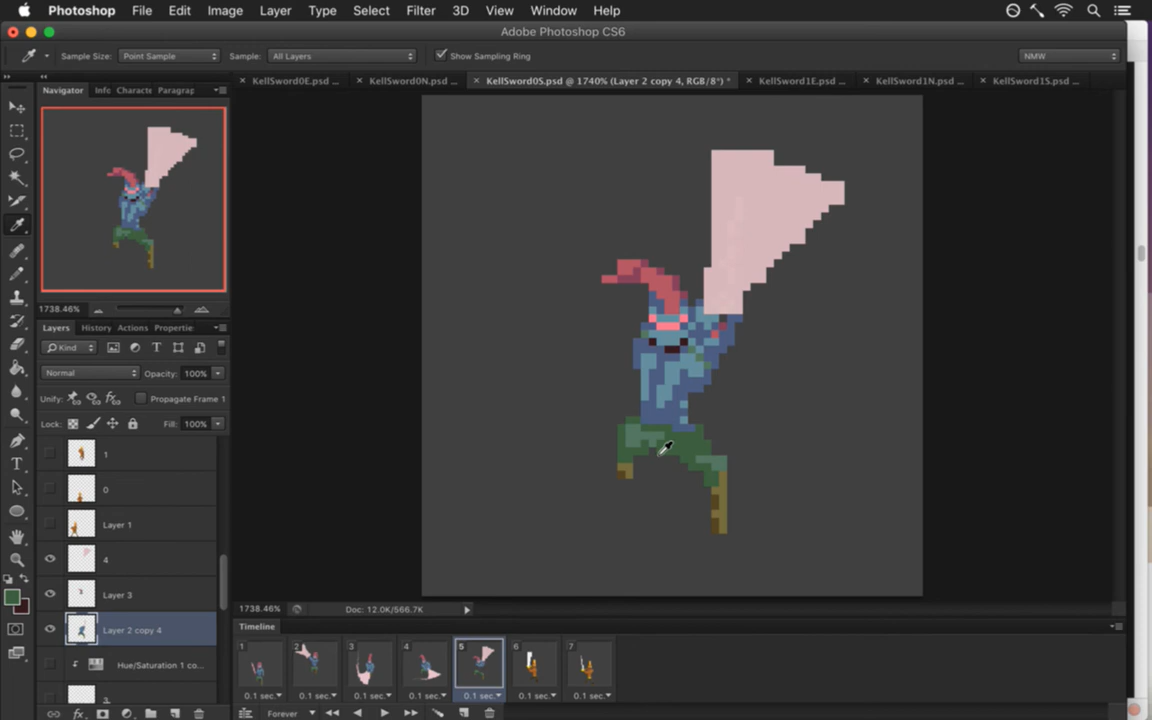 Photoshop File Edit Image Layer Type Select Filter 3D View Window Help
Adobe Photoshop CS6
Sample Size: Point Sample Sample: All Layers Show Sampling Ring NMW
KellSword0E.psd ... KellSword0N.psd ... KellSword0S.psd @ 1740% (Layer 2 copy 4, RGB/8*) * KellSword1E.psd ... KellSword1N.psd ... KellSword1S.psd ...
Navigator Info Characte Paragrap
1738.46%
Layers History Actions Propertie
Kind
Normal Opacity: 100%
Unify: Propagate Frame 1
Lock: Fill: 100%
1
0
Layer 1
4
Layer 3
Layer 2 copy 4
Hue/Saturation 1 co...
1738.46% Doc: 12.0K/566.7K
Timeline
1 2 3 4 5 6 7
0.1 sec. 0.1 sec. 0.1 sec. 0.1 sec. 0.1 sec. 0.1 sec. 0.1 sec.
Forever